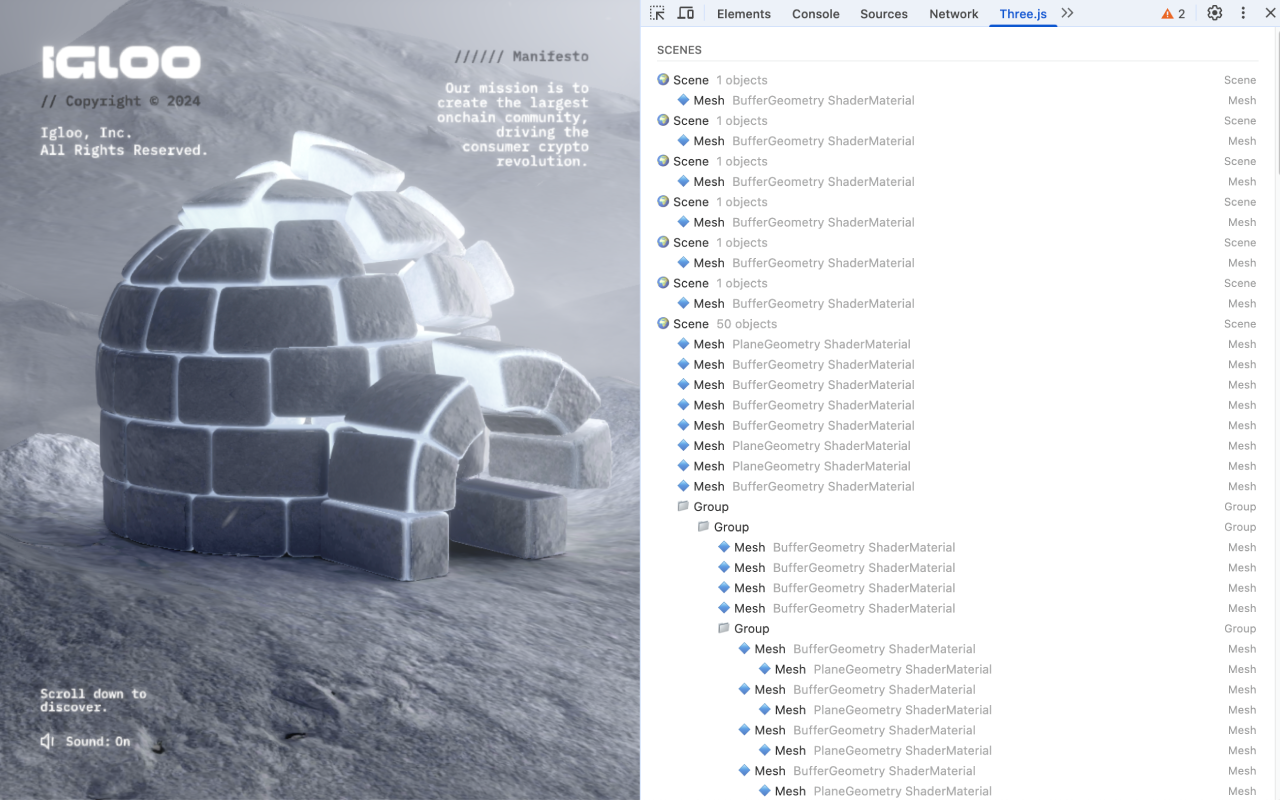 IGLOO
// Copyright © 2024
Igloo, Inc.
All Rights Reserved.
////// Manifesto
Our mission is to
create the largest
onchain community,
driving the
consumer crypto
revolution.
Scroll down to
discover.
Sound: On
Elements Console Sources Network Three.js 2
SCENES
Scene 1 objects Scene
Mesh BufferGeometry ShaderMaterial Mesh
Scene 1 objects Scene
Mesh BufferGeometry ShaderMaterial Mesh
Scene 1 objects Scene
Mesh BufferGeometry ShaderMaterial Mesh
Scene 1 objects Scene
Mesh BufferGeometry ShaderMaterial Mesh
Scene 1 objects Scene
Mesh BufferGeometry ShaderMaterial Mesh
Scene 1 objects Scene
Mesh BufferGeometry ShaderMaterial Mesh
Scene 50 objects Scene
Mesh PlaneGeometry ShaderMaterial Mesh
Mesh BufferGeometry ShaderMaterial Mesh
Mesh BufferGeometry ShaderMaterial Mesh
Mesh BufferGeometry ShaderMaterial Mesh
Mesh BufferGeometry ShaderMaterial Mesh
Mesh PlaneGeometry ShaderMaterial Mesh
Mesh PlaneGeometry ShaderMaterial Mesh
Mesh BufferGeometry ShaderMaterial Mesh
Group Group
Group Group
Mesh BufferGeometry ShaderMaterial Mesh
Mesh BufferGeometry ShaderMaterial Mesh
Mesh BufferGeometry ShaderMaterial Mesh
Mesh BufferGeometry ShaderMaterial Mesh
Group Group
Mesh BufferGeometry ShaderMaterial Mesh
Mesh PlaneGeometry ShaderMaterial Mesh
Mesh BufferGeometry ShaderMaterial Mesh
Mesh PlaneGeometry ShaderMaterial Mesh
Mesh BufferGeometry ShaderMaterial Mesh
Mesh PlaneGeometry ShaderMaterial Mesh
Mesh BufferGeometry ShaderMaterial Mesh
Mesh PlaneGeometry ShaderMaterial Mesh